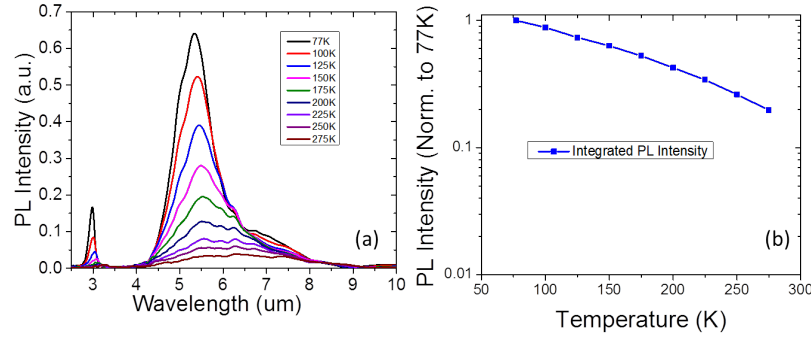 0.7
0.6
0.5
0.4
0.3
0.2
0.1
0.0
PL Intensity (a.u.)
77K
100K
125K
150K
175K
200K
225K
250K
275K
(a)
3 4 5 6 7 8 9 10
Wavelength (um)
1
0.1
0.01
PL Intensity (Norm. to 77K)
Integrated PL Intensity
(b)
50 100 150 200 250 300
Temperature (K)